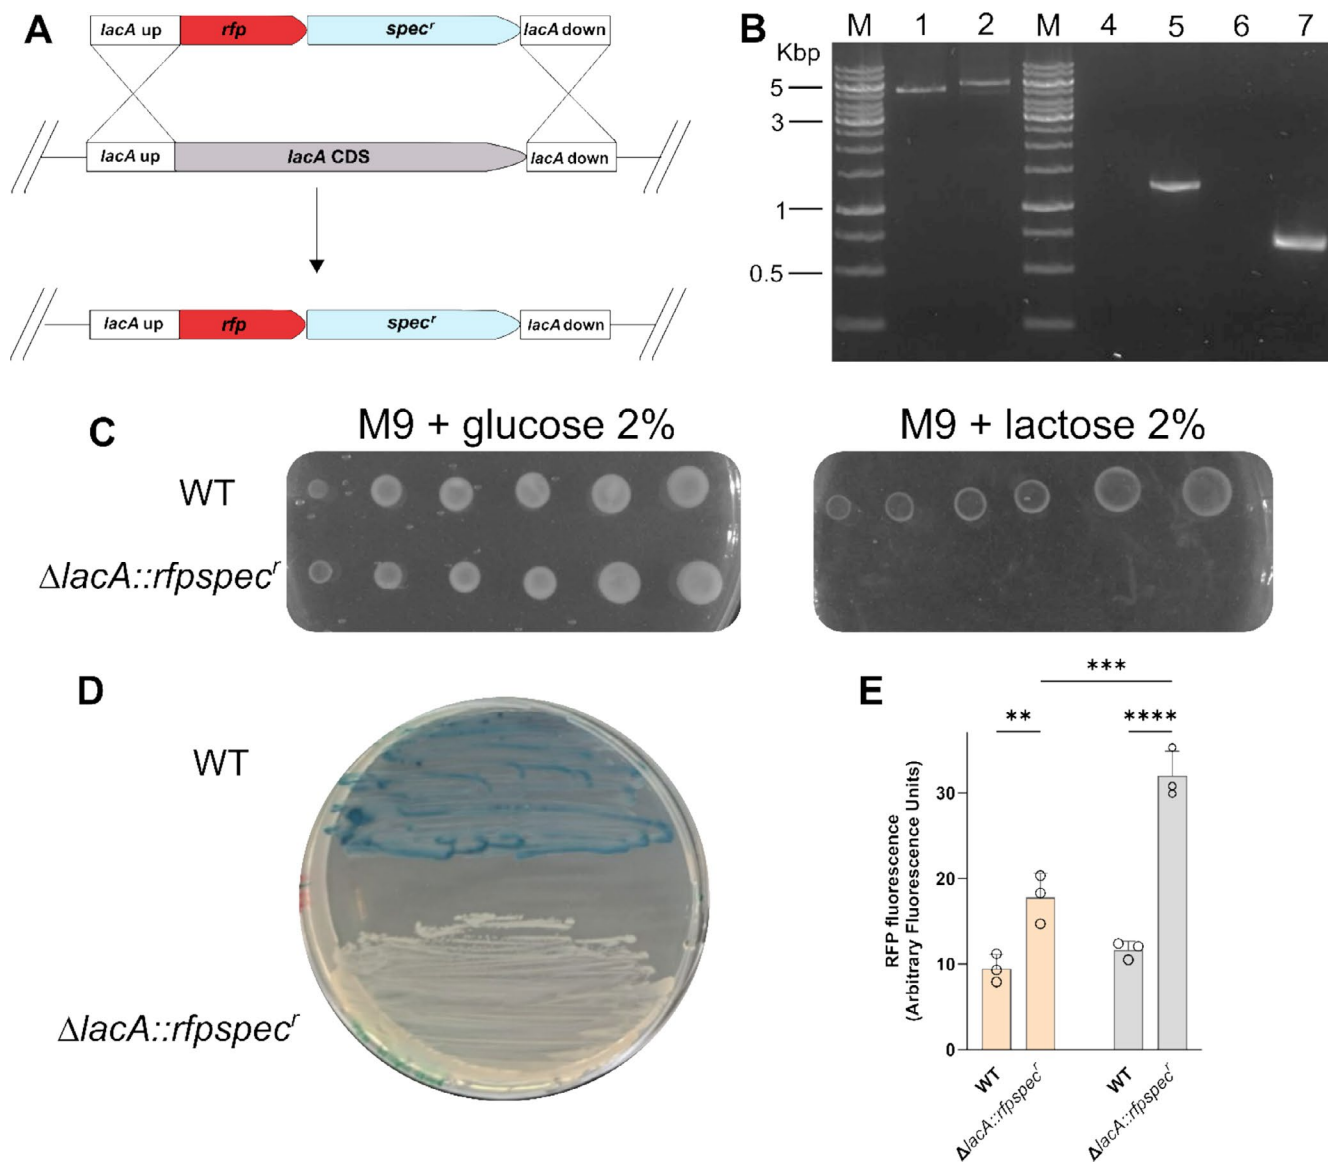 A
lacA up rfp specʳ lacA down
lacA up lacA CDS lacA down
lacA up rfp specʳ lacA down
B
M 1 2 M 4 5 6 7
Kbp
5
3
1
0.5
C
M9 + glucose 2% M9 + lactose 2%
WT
ΔlacA::rfpspecʳ
D
WT
ΔlacA::rfpspecʳ
E
***
** ****
RFP fluorescence
(Arbitrary Fluorescence Units)
30
20
10
0
WT ΔlacA::rfpspecʳ WT ΔlacA::rfpspecʳ